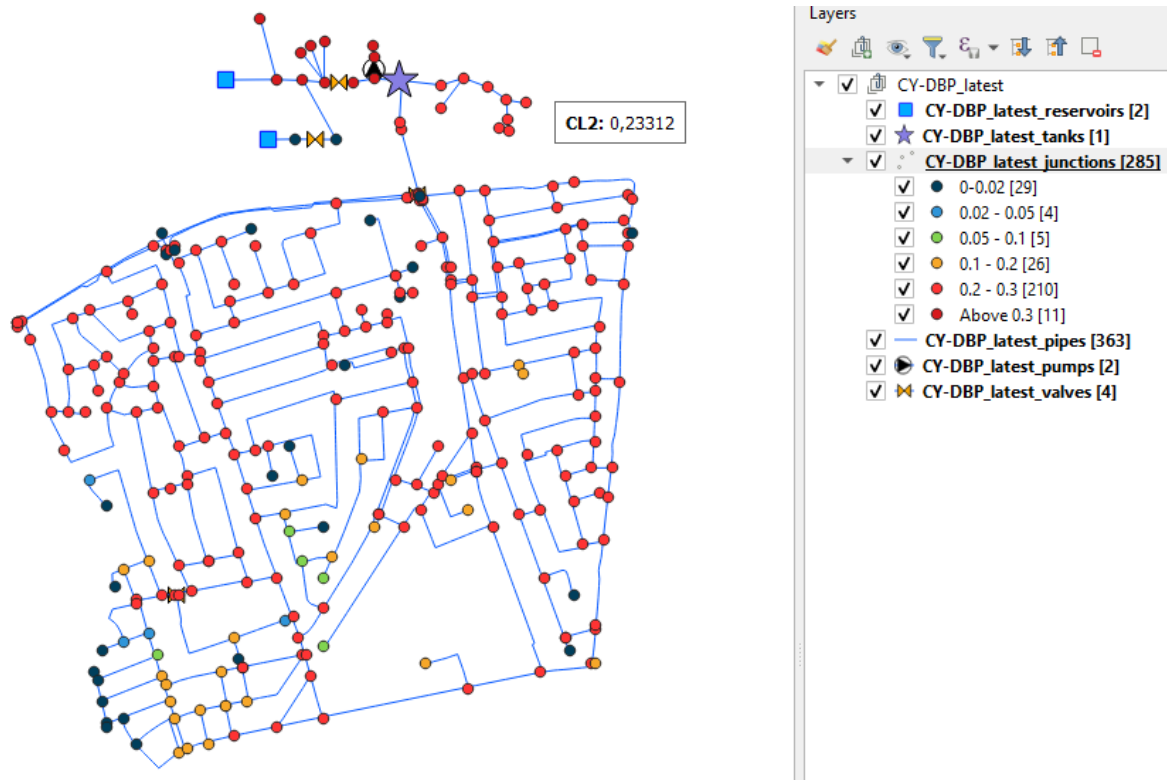 Layers
CY-DBP_latest
CY-DBP_latest_reservoirs [2]
CL2: 0,23312
CY-DBP_latest_tanks [1]
CY-DBP_latest_junctions [285]
0-0.02 [29]
0.02 - 0.05 [4]
0.05 - 0.1 [5]
0.1 - 0.2 [26]
0.2 - 0.3 [210]
Above 0.3 [11]
CY-DBP_latest_pipes [363]
CY-DBP_latest_pumps [2]
CY-DBP_latest_valves [4]